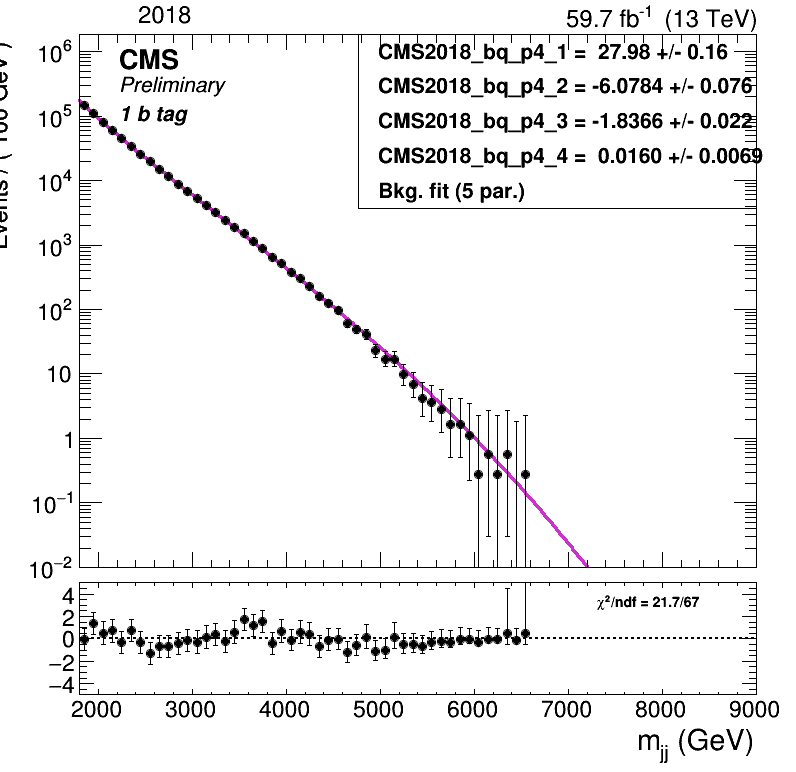 2018
59.7 fb⁻¹ (13 TeV)
CMS
Preliminary
1 b tag
CMS2018_bq_p4_1 = 27.98 +/- 0.16
CMS2018_bq_p4_2 = -6.0784 +/- 0.076
CMS2018_bq_p4_3 = -1.8366 +/- 0.022
CMS2018_bq_p4_4 = 0.0160 +/- 0.0069
Bkg. fit (5 par.)
Events / ( 100 GeV )
10⁶
10⁵
10⁴
10³
10²
10
1
10⁻¹
10⁻²
χ²/ndf = 21.7/67
4
2
0
−2
−4
2000 3000 4000 5000 6000 7000 8000 9000
m_jj (GeV)